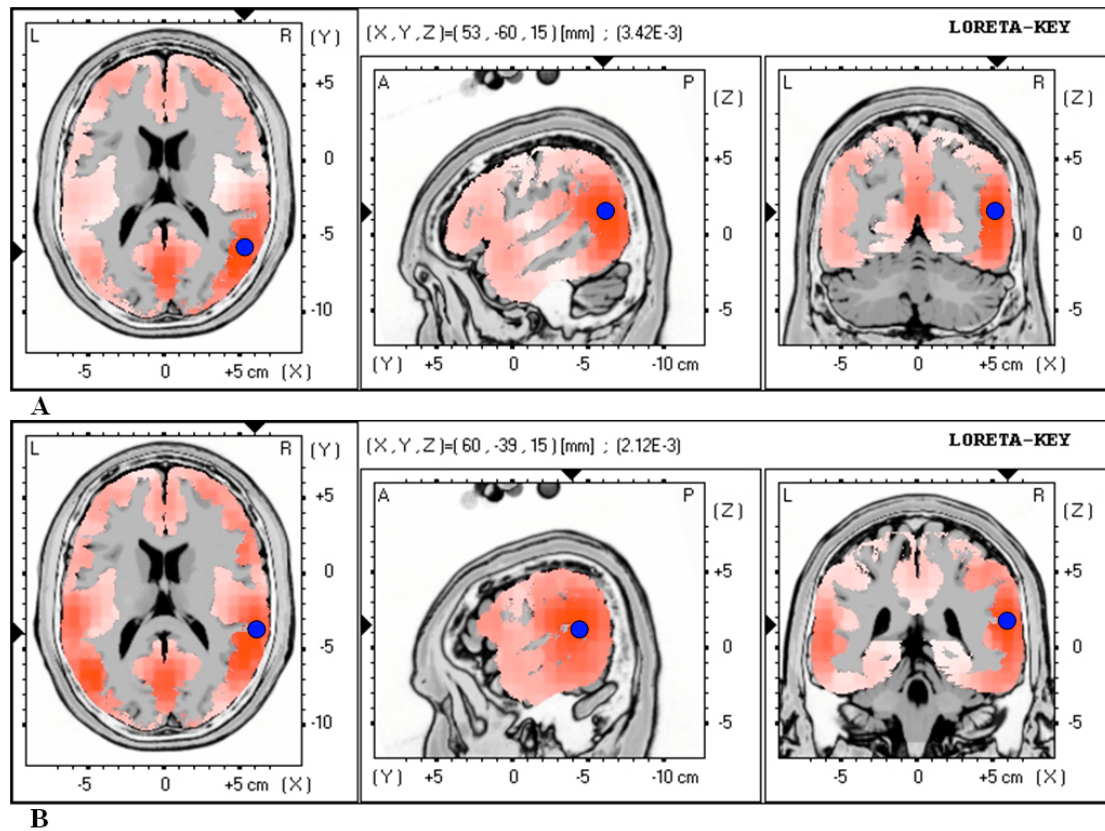 (X,Y,Z)=(53,-60,15)[mm] ; (3.42E-3) LORETA-KEY
L R (Y) A P (Z) L R (Z)
+5 +5 +5
0 0 0
-5 -5 -5
-10
-5 0 +5 cm (X) (Y) +5 0 -5 -10 cm -5 0 +5 cm (X)
A
(X,Y,Z)=(60,-39,15)[mm] ; (2.12E-3) LORETA-KEY
L R (Y) A P (Z) L R (Z)
+5 +5 +5
0 0 0
-5 -5 -5
-10
-5 0 +5 cm (X) (Y) +5 0 -5 -10 cm -5 0 +5 cm (X)
B